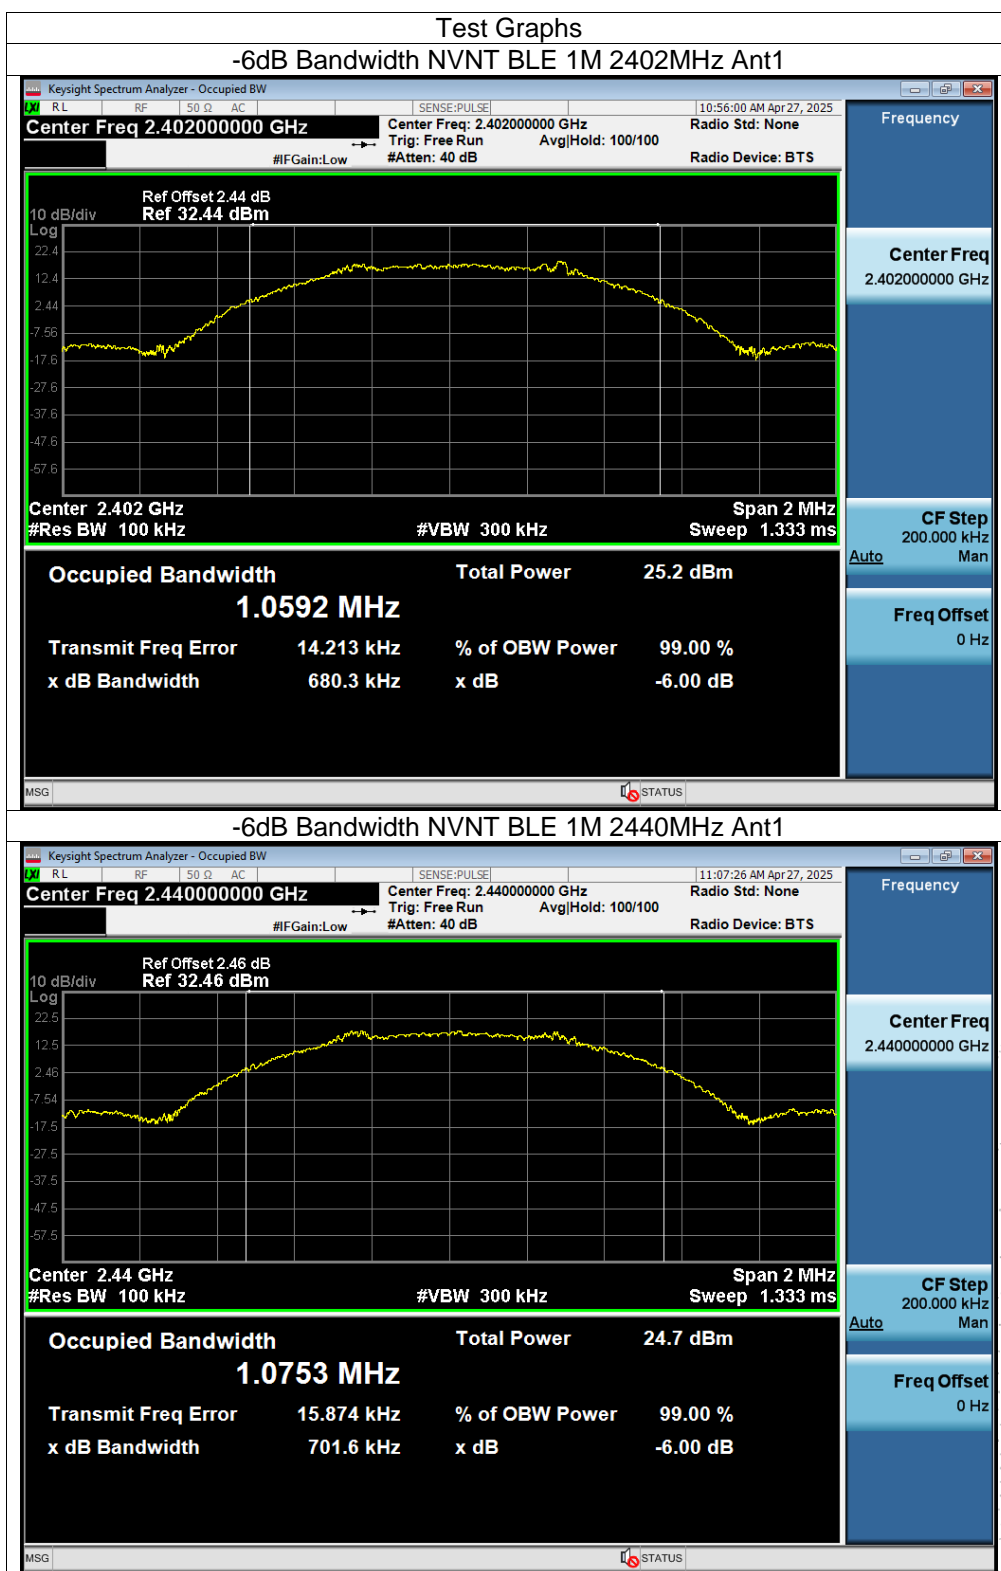 Test Graphs
-6dB Bandwidth NVNT BLE 1M 2402MHz Ant1
Keysight Spectrum Analyzer - Occupied BW
LXI RL RF 50 Ω AC SENSE:PULSE 10:56:00 AM Apr 27, 2025
Center Freq 2.402000000 GHz
Center Freq: 2.402000000 GHz
Radio Std: None
Trig: Free Run Avg|Hold: 100/100
#IFGain:Low #Atten: 40 dB Radio Device: BTS
Frequency
Ref Offset 2.44 dB
10 dB/div Ref 32.44 dBm
Log
22.4
12.4
2.44
-7.56
-17.6
-27.6
-37.6
-47.6
-57.6
Center 2.402 GHz Span 2 MHz
#Res BW 100 kHz #VBW 300 kHz Sweep 1.333 ms
Center Freq
2.402000000 GHz
CF Step
200.000 kHz
Auto Man
Freq Offset
0 Hz
Occupied Bandwidth Total Power 25.2 dBm
1.0592 MHz
Transmit Freq Error 14.213 kHz % of OBW Power 99.00 %
x dB Bandwidth 680.3 kHz x dB -6.00 dB
MSG STATUS
-6dB Bandwidth NVNT BLE 1M 2440MHz Ant1
Keysight Spectrum Analyzer - Occupied BW
LXI RL RF 50 Ω AC SENSE:PULSE 11:07:26 AM Apr 27, 2025
Center Freq 2.440000000 GHz
Center Freq: 2.440000000 GHz
Radio Std: None
Trig: Free Run Avg|Hold: 100/100
#IFGain:Low #Atten: 40 dB Radio Device: BTS
Frequency
Ref Offset 2.46 dB
10 dB/div Ref 32.46 dBm
Log
22.5
12.5
2.46
-7.54
-17.5
-27.5
-37.5
-47.5
-57.5
Center 2.44 GHz Span 2 MHz
#Res BW 100 kHz #VBW 300 kHz Sweep 1.333 ms
Center Freq
2.440000000 GHz
CF Step
200.000 kHz
Auto Man
Freq Offset
0 Hz
Occupied Bandwidth Total Power 24.7 dBm
1.0753 MHz
Transmit Freq Error 15.874 kHz % of OBW Power 99.00 %
x dB Bandwidth 701.6 kHz x dB -6.00 dB
MSG STATUS